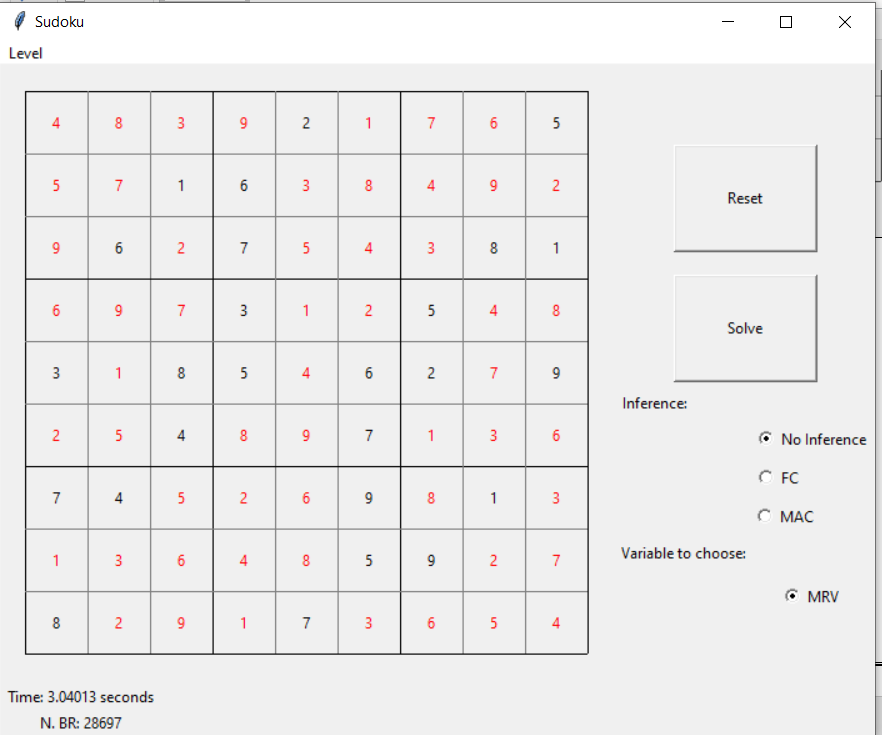 Sudoku
Level
4 8 3 9 2 1 7 6 5
5 7 1 6 3 8 4 9 2
9 6 2 7 5 4 3 8 1
6 9 7 3 1 2 5 4 8
3 1 8 5 4 6 2 7 9
2 5 4 8 9 7 1 3 6
7 4 5 2 6 9 8 1 3
1 3 6 4 8 5 9 2 7
8 2 9 1 7 3 6 5 4
Reset
Solve
Inference:
No Inference
FC
MAC
Variable to choose:
MRV
Time: 3.04013 seconds
N. BR: 28697